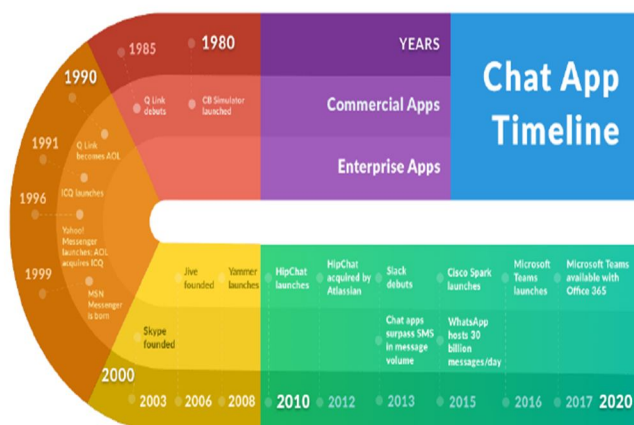 1985
1980
YEARS
Chat App
Timeline
1990
Q Link
debuts
CB Simulator
launched
Commercial Apps
1991
Q Link
becomes AOL
Enterprise Apps
1996
ICQ launches
Yahoo!
Messenger
launches; AOL
acquires ICQ
1999
MSN
Messenger
is born
Jive
founded
Yammer
launches
HipChat
launches
HipChat
acquired by
Atlassian
Slack
debuts
Cisco Spark
launches
Microsoft
Teams
launches
Microsoft Teams
available with
Office 365
Skype
founded
Chat apps
surpass SMS
in message
volume
WhatsApp
hosts 30
billion
messages/day
2000
2003
2006
2008
2010
2012
2013
2015
2016
2017
2020